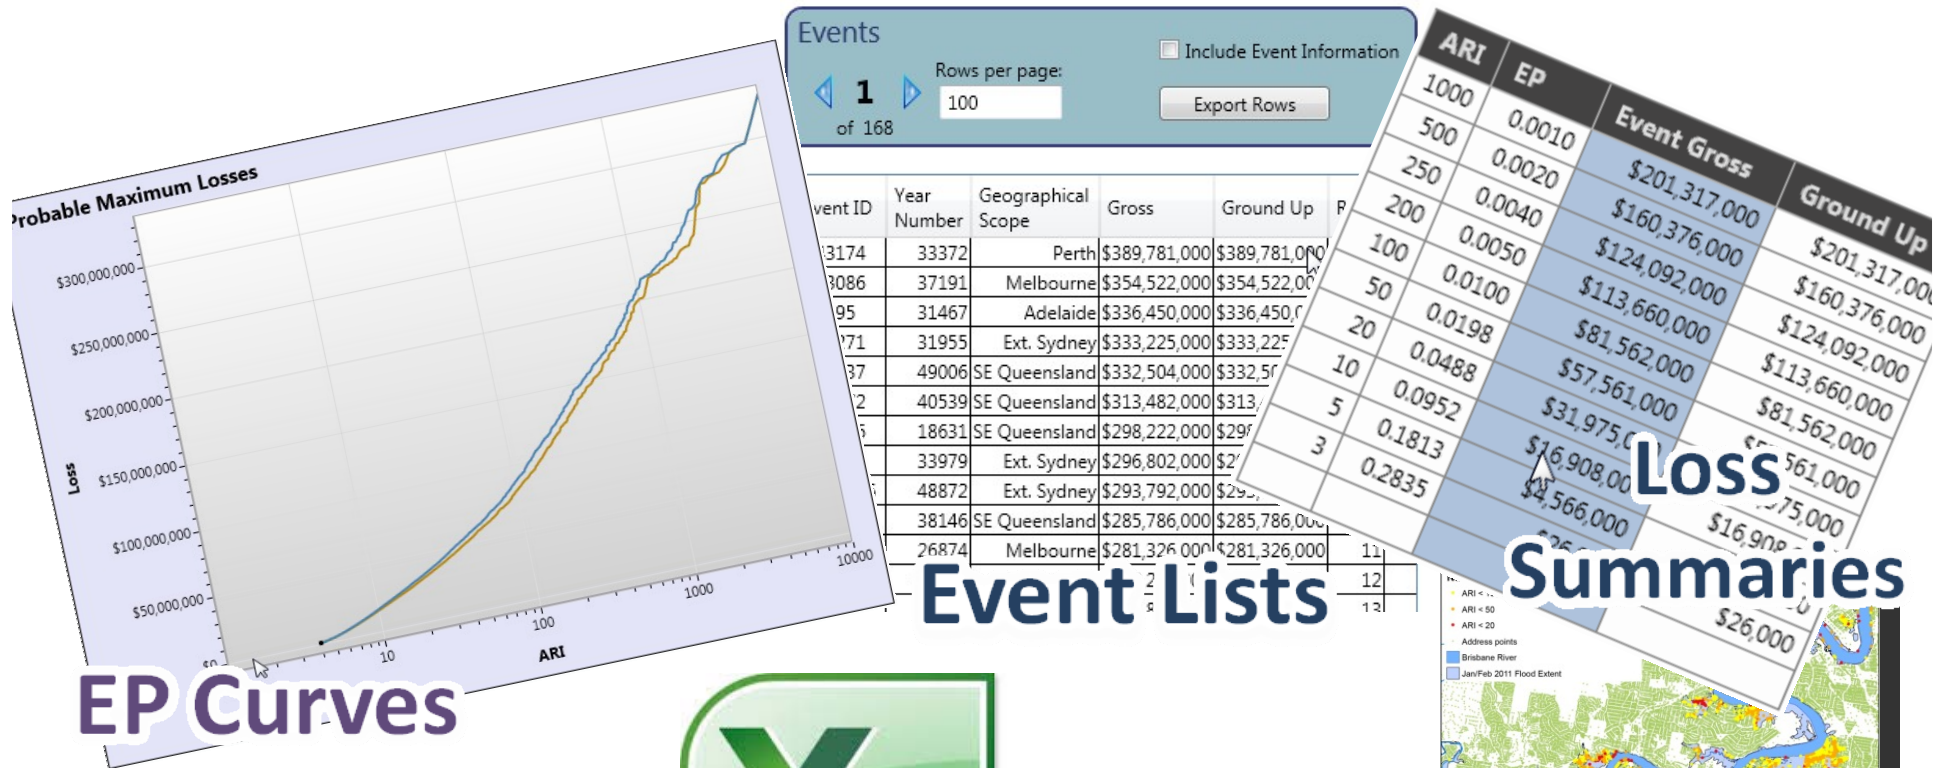 Probable Maximum Losses
$300,000,000
$250,000,000
$200,000,000
$150,000,000
$100,000,000
$50,000,000
$0
Loss
10
100
1000
10000
ARI
EP Curves
Events
1
of 168
Rows per page:
100
Include Event Information
Export Rows
Year Number Geographical Scope Gross Ground Up
33372 Perth $389,781,000
37191 Melbourne $354,522,000
31467 Adelaide $336,450,000
31955 Ext. Sydney $333,225,000
49006 SE Queensland $332,504,000
40539 SE Queensland $313,482,000
18631 SE Queensland $298,222,000
33979 Ext. Sydney $296,802,000
48872 Ext. Sydney $293,792,000
38146 SE Queensland $285,786,000
26874 Melbourne $281,326,000 $281,326,000 11
12
13
Event Lists
ARI EP Event Gross Ground Up
1000 0.0010 $201,317,000 $201,317,000
500 0.0020 $160,376,000 $160,376,000
250 0.0040 $124,092,000 $124,092,000
200 0.0050 $113,660,000 $113,660,000
100 0.0100 $81,562,000 $81,562,000
50 0.0198 $57,561,000
20 0.0488
10 0.0952
5 0.1813 $4,566,000
3 0.2835
$26,000
Loss
Summaries
ARI < 50
ARI < 20
Address points
Brisbane River
Jan/Feb 2011 Flood Extent